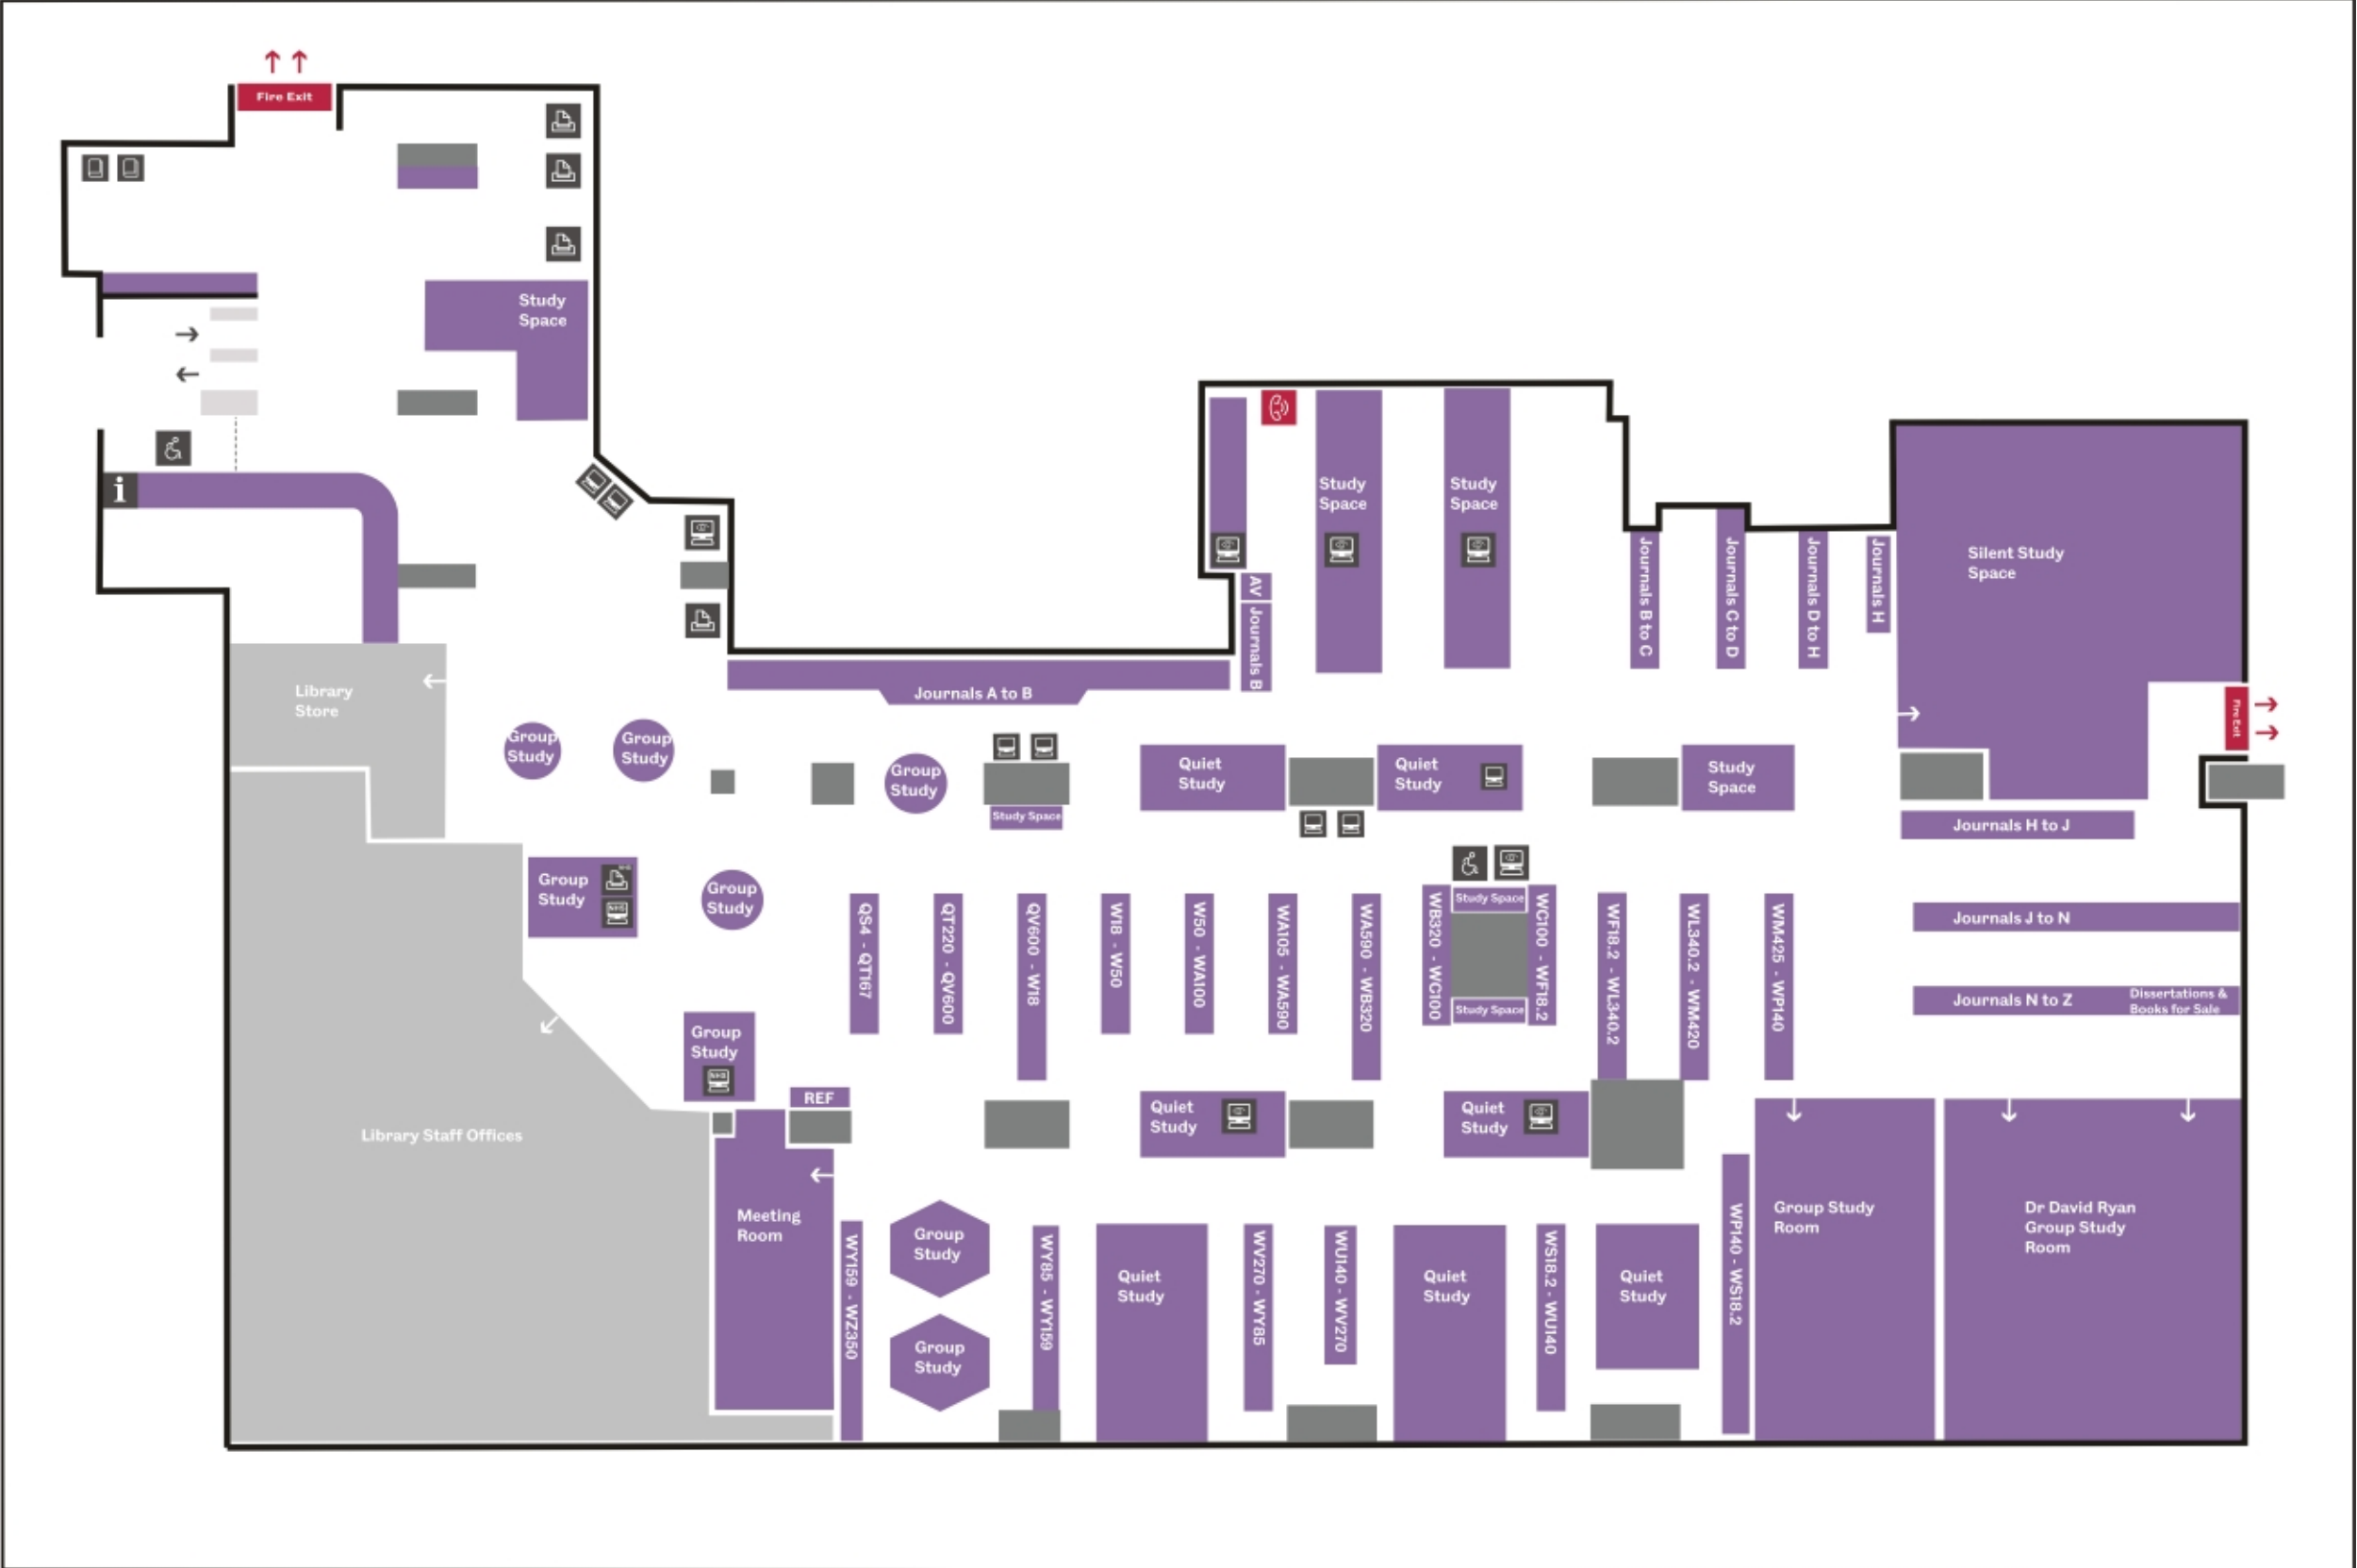 Fire Exit
Study
Space
i
Library
Store
Study
Space
Study
Space
AV
Journals B
Journals A to B
Journals B to C
Journals C to D
Journals D to H
Journals H
Silent Study
Space
Fire Exit
Group
Study
Group
Study
Group
Study
Study Space
Quiet
Study
Quiet
Study
Study
Space
Journals H to J
Group
Study
NHS
NHS
Group
Study
QS4 - QT167
QT220 - QV600
QV600 - W18
W18 - W50
W50 - WA100
WA105 - WA590
WA590 - WB320
WB320 - WC100
Study Space
Study Space
WC100 - WF18.2
WF18.2 - WL340.2
WL340.2 - WM420
WM425 - WP140
Journals J to N
Journals N to Z
Dissertations &
Books for Sale
Group
Study
NHS
REF
Library Staff Offices
Quiet
Study
Quiet
Study
Meeting
Room
WY159 - WZ350
Group
Study
Group
Study
WY85 - WY159
Quiet
Study
WV270 - WY85
WU140 - WV270
Quiet
Study
WS18.2 - WU140
Quiet
Study
WP140 - WS18.2
Group Study
Room
Dr David Ryan
Group Study
Room